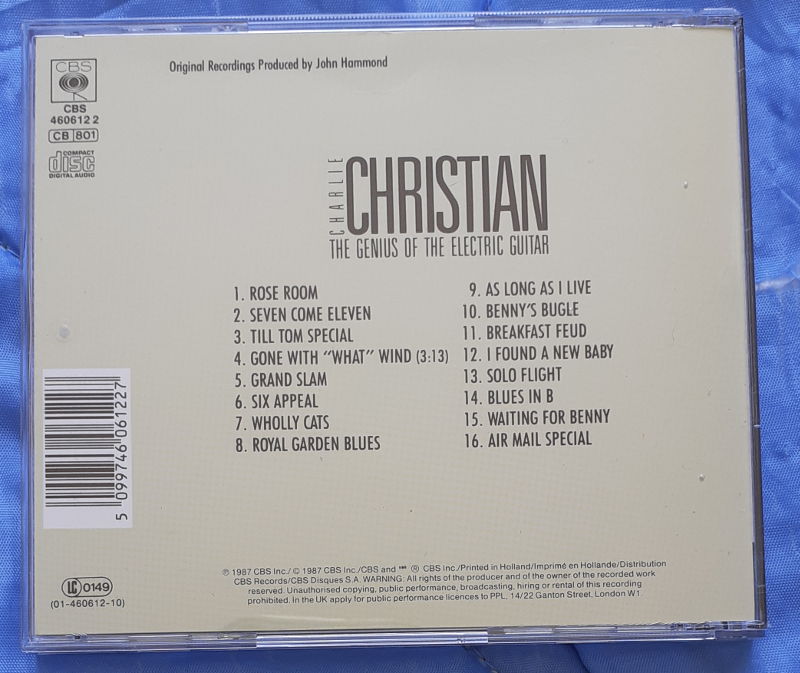 CBS
CBS
460612 2
CB 801
COMPACT
disc
DIGITAL AUDIO
Original Recordings Produced by John Hammond
CHARLIE
CHRISTIAN
THE GENIUS OF THE ELECTRIC GUITAR
1. ROSE ROOM
2. SEVEN COME ELEVEN
3. TILL TOM SPECIAL
4. GONE WITH “WHAT” WIND (3:13)
5. GRAND SLAM
6. SIX APPEAL
7. WHOLLY CATS
8. ROYAL GARDEN BLUES
9. AS LONG AS I LIVE
10. BENNY'S BUGLE
11. BREAKFAST FEUD
12. I FOUND A NEW BABY
13. SOLO FLIGHT
14. BLUES IN B
15. WAITING FOR BENNY
16. AIR MAIL SPECIAL
5 099746 061227
LC 0149
(01-460612-10)
℗ 1987 CBS Inc./ © 1987 CBS Inc./CBS and ® CBS Inc./Printed in Holland/Imprimé en Hollande/Distribution
CBS Records/CBS Disques S.A. WARNING: All rights of the producer and of the owner of the recorded work
reserved. Unauthorised copying, public performance, broadcasting, hiring or rental of this recording
prohibited. In the UK apply for public performance licences to PPL, 14/22 Ganton Street, London W1.